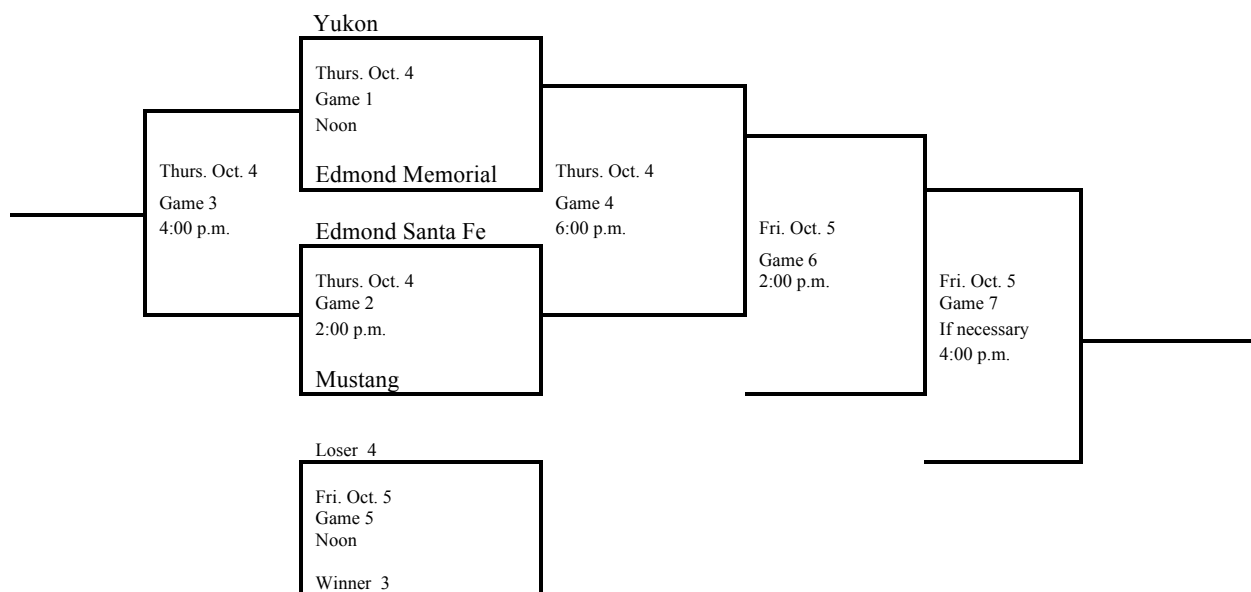 Yukon
Thurs. Oct. 4
Game 1
Noon
Edmond Memorial
Thurs. Oct. 4
Game 3
4:00 p.m.
Thurs. Oct. 4
Game 4
6:00 p.m.
Edmond Santa Fe
Thurs. Oct. 4
Game 2
2:00 p.m.
Mustang
Fri. Oct. 5
Game 6
2:00 p.m.
Fri. Oct. 5
Game 7
If necessary
4:00 p.m.
Loser 4
Fri. Oct. 5
Game 5
Noon
Winner 3